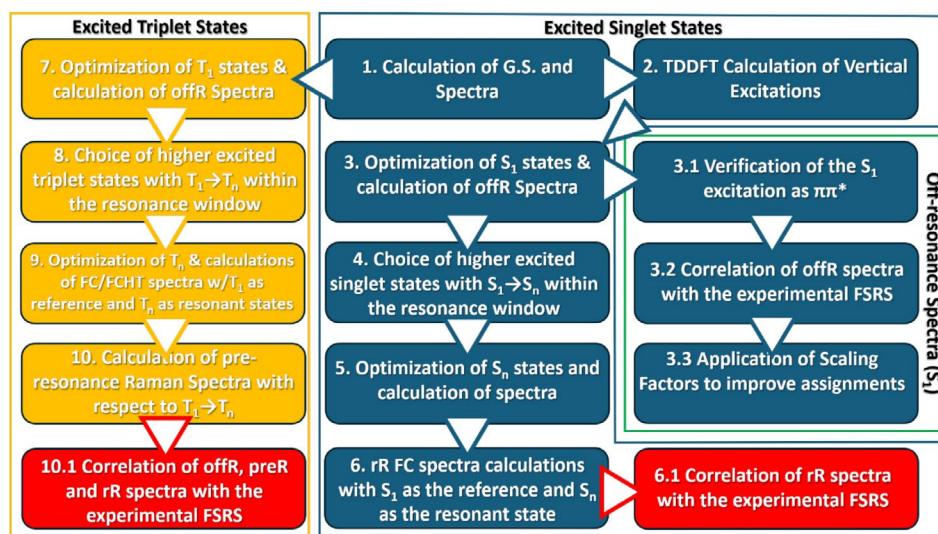 Excited Triplet States
7. Optimization of T₁ states &
calculation of offR Spectra
8. Choice of higher excited
triplet states with T₁→Tₙ within
the resonance window
9. Optimization of Tₙ & calculations
of FC/FCHT spectra w/T₁ as
reference and Tₙ as resonant states
10. Calculation of pre-
resonance Raman Spectra with
respect to T₁→Tₙ
10.1 Correlation of offR, preR
and rR spectra with the
experimental FSRS
Excited Singlet States
1. Calculation of G.S. and
Spectra
2. TDDFT Calculation of Vertical
Excitations
3. Optimization of S₁ states &
calculation of offR Spectra
3.1 Verification of the S₁
excitation as ππ*
3.2 Correlation of offR spectra
with the experimental FSRS
3.3 Application of Scaling
Factors to improve assignments
Off-resonance Spectra (S₁)
4. Choice of higher excited
singlet states with S₁→Sₙ within
the resonance window
5. Optimization of Sₙ states and
calculation of spectra
6. rR FC spectra calculations
with S₁ as the reference and Sₙ
as the resonant state
6.1 Correlation of rR spectra
with the experimental FSRS